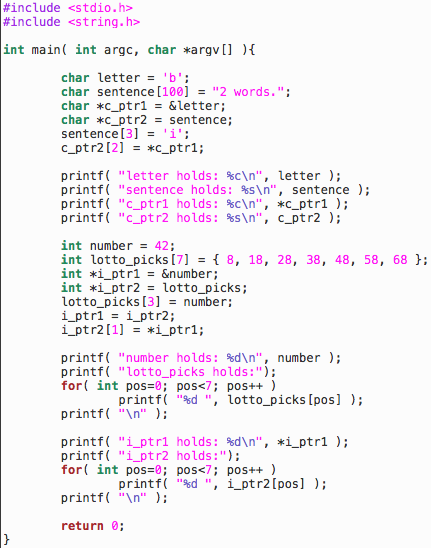 #include <stdio.h>
#include <string.h>

int main( int argc, char *argv[] ){

        char letter = 'b';
        char sentence[100] = "2 words.";
        char *c_ptr1 = &letter;
        char *c_ptr2 = sentence;
        sentence[3] = 'i';
        c_ptr2[2] = *c_ptr1;

        printf( "letter holds: %c\n", letter );
        printf( "sentence holds: %s\n", sentence );
        printf( "c_ptr1 holds: %c\n", *c_ptr1 );
        printf( "c_ptr2 holds: %s\n", c_ptr2 );

        int number = 42;
        int lotto_picks[7] = { 8, 18, 28, 38, 48, 58, 68 };
        int *i_ptr1 = &number;
        int *i_ptr2 = lotto_picks;
        lotto_picks[3] = number;
        i_ptr1 = i_ptr2;
        i_ptr2[1] = *i_ptr1;

        printf( "number holds: %d\n", number );
        printf( "lotto_picks holds:");
        for( int pos=0; pos<7; pos++ )
                printf( "%d ", lotto_picks[pos] );
        printf( "\n" );

        printf( "i_ptr1 holds: %d\n", *i_ptr1 );
        printf( "i_ptr2 holds:");
        for( int pos=0; pos<7; pos++ )
                printf( "%d ", i_ptr2[pos] );
        printf( "\n" );

        return 0;
}